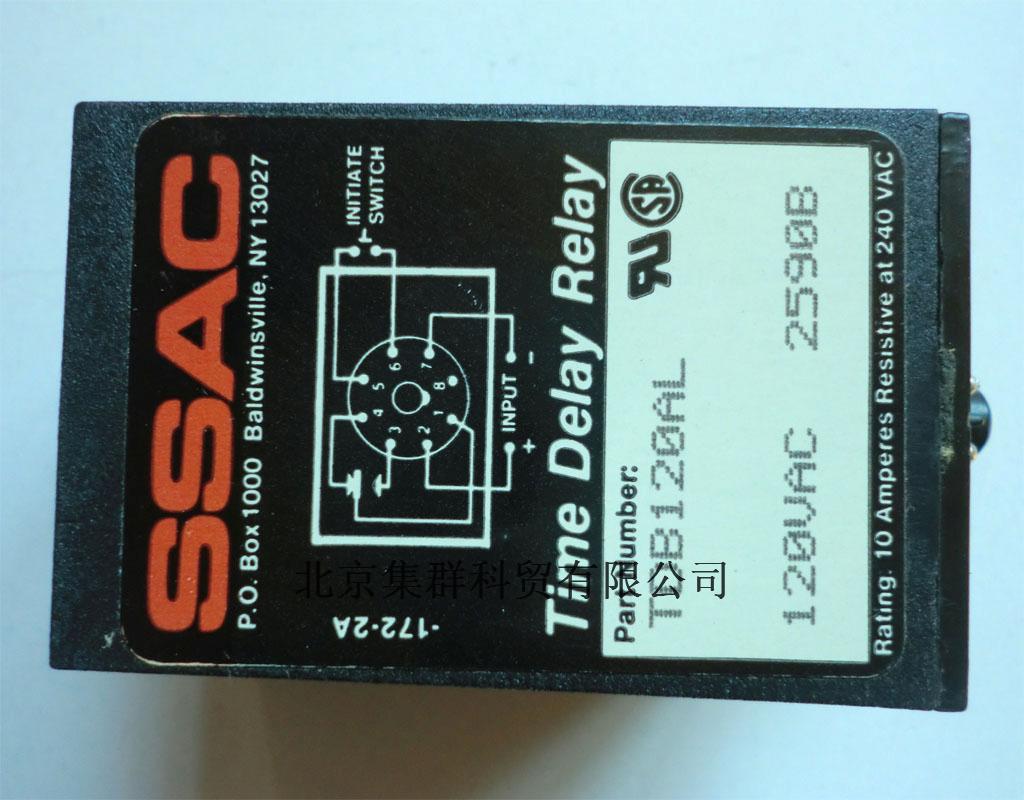 SSAC
P.O. Box 1000 Baldwinsville, NY 13027
INITIATE
SWITCH
5 6 7
4 8
3 2 1
+ INPUT -
-172-2A
Time Delay Relay
Part Number:
TDB120AL
120VAC 2590B
Rating: 10 Amperes Resistive at 240 VAC
北京集群科贸有限公司